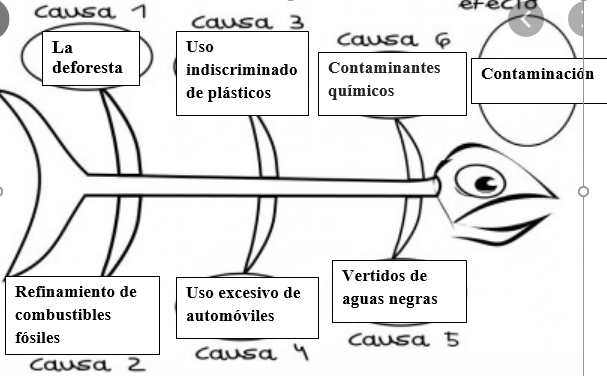 causa 1
La
deforesta
causa 3
Uso
indiscriminado
de plásticos
causa 6
Contaminantes
químicos
efecto
Contaminación
Refinamiento de
combustibles
fósiles
causa 2
Uso excesivo de
automóviles
causa 4
Vertidos de
aguas negras
causa 5